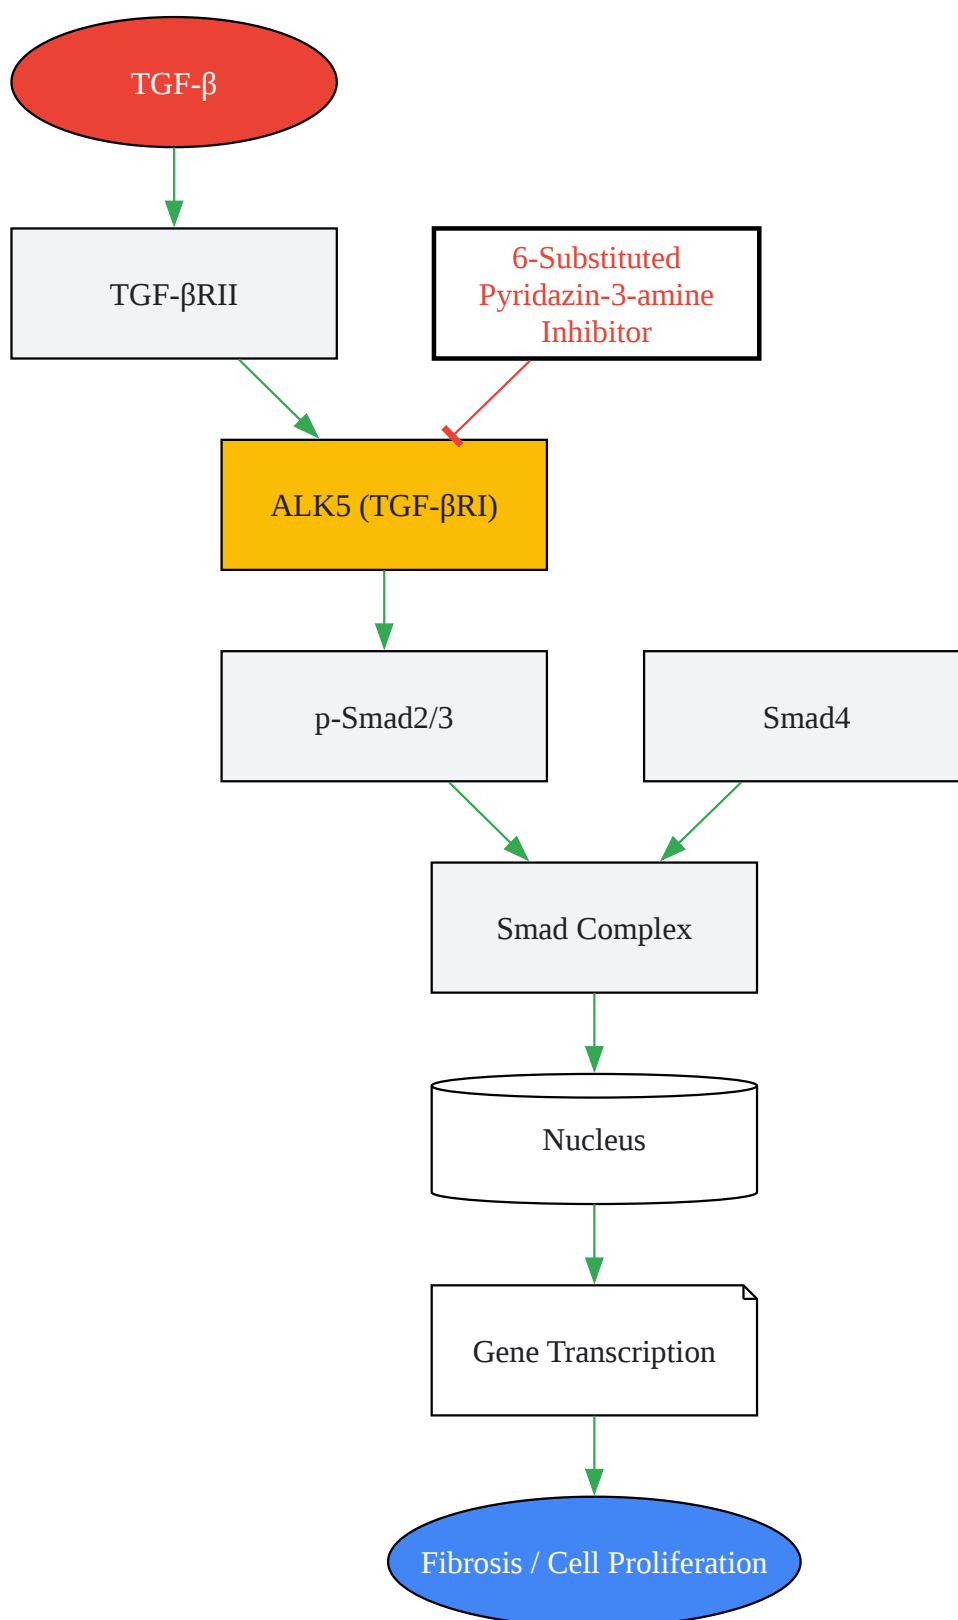 TGF-β
TGF-βRII
6-Substituted
Pyridazin-3-amine
Inhibitor
ALK5 (TGF-βRI)
p-Smad2/3
Smad4
Smad Complex
Nucleus
Gene Transcription
Fibrosis / Cell Proliferation